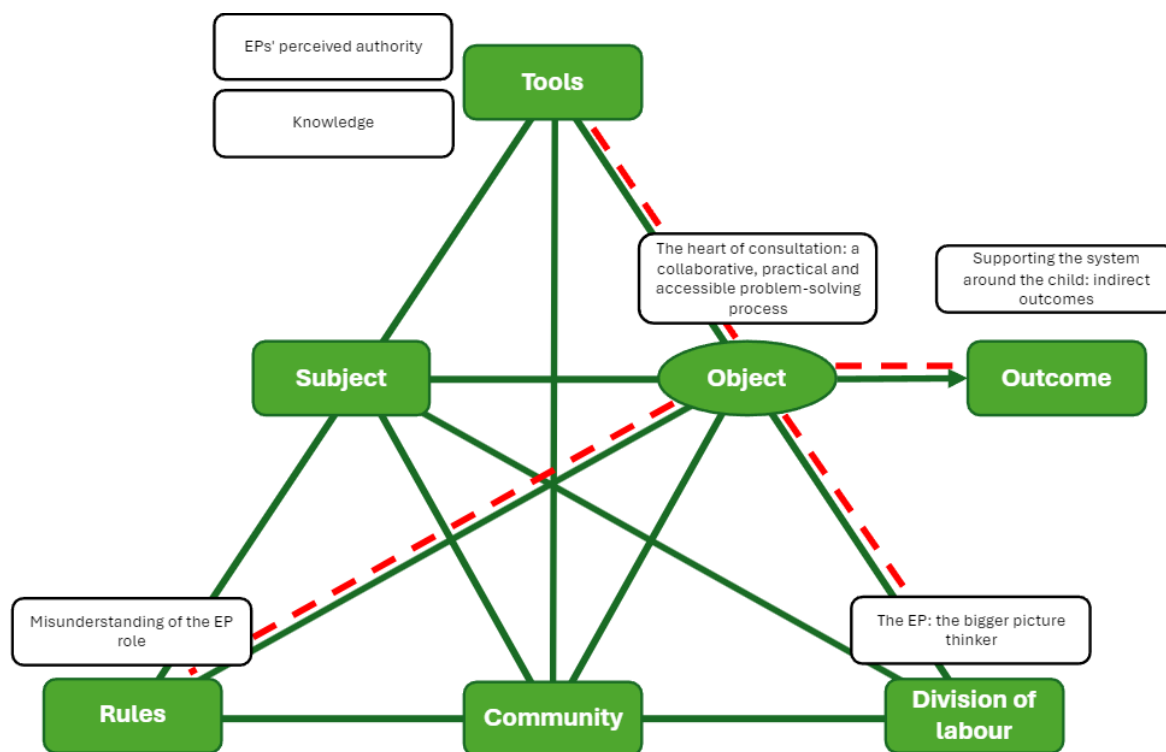 EPs' perceived authority
Tools
Knowledge
The heart of consultation: a
collaborative, practical and
accessible problem-solving
process
Supporting the system
around the child: indirect
outcomes
Subject
Object
Outcome
Misunderstanding of the EP
role
The EP: the bigger picture
thinker
Rules
Community
Division of
labour